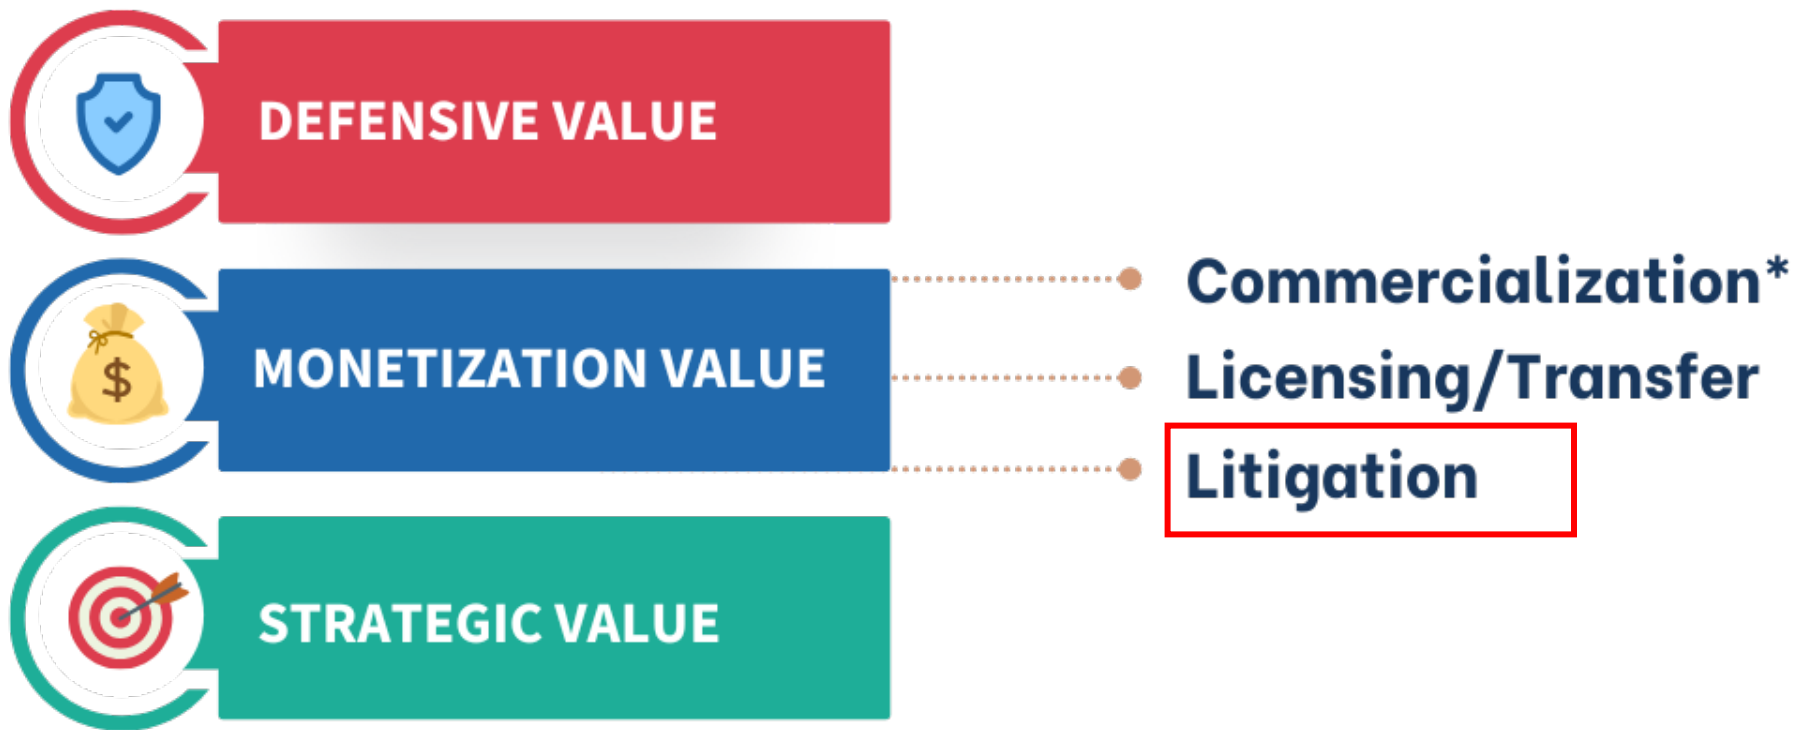 DEFENSIVE VALUE
MONETIZATION VALUE
Commercialization*
Licensing/Transfer
Litigation
STRATEGIC VALUE
$